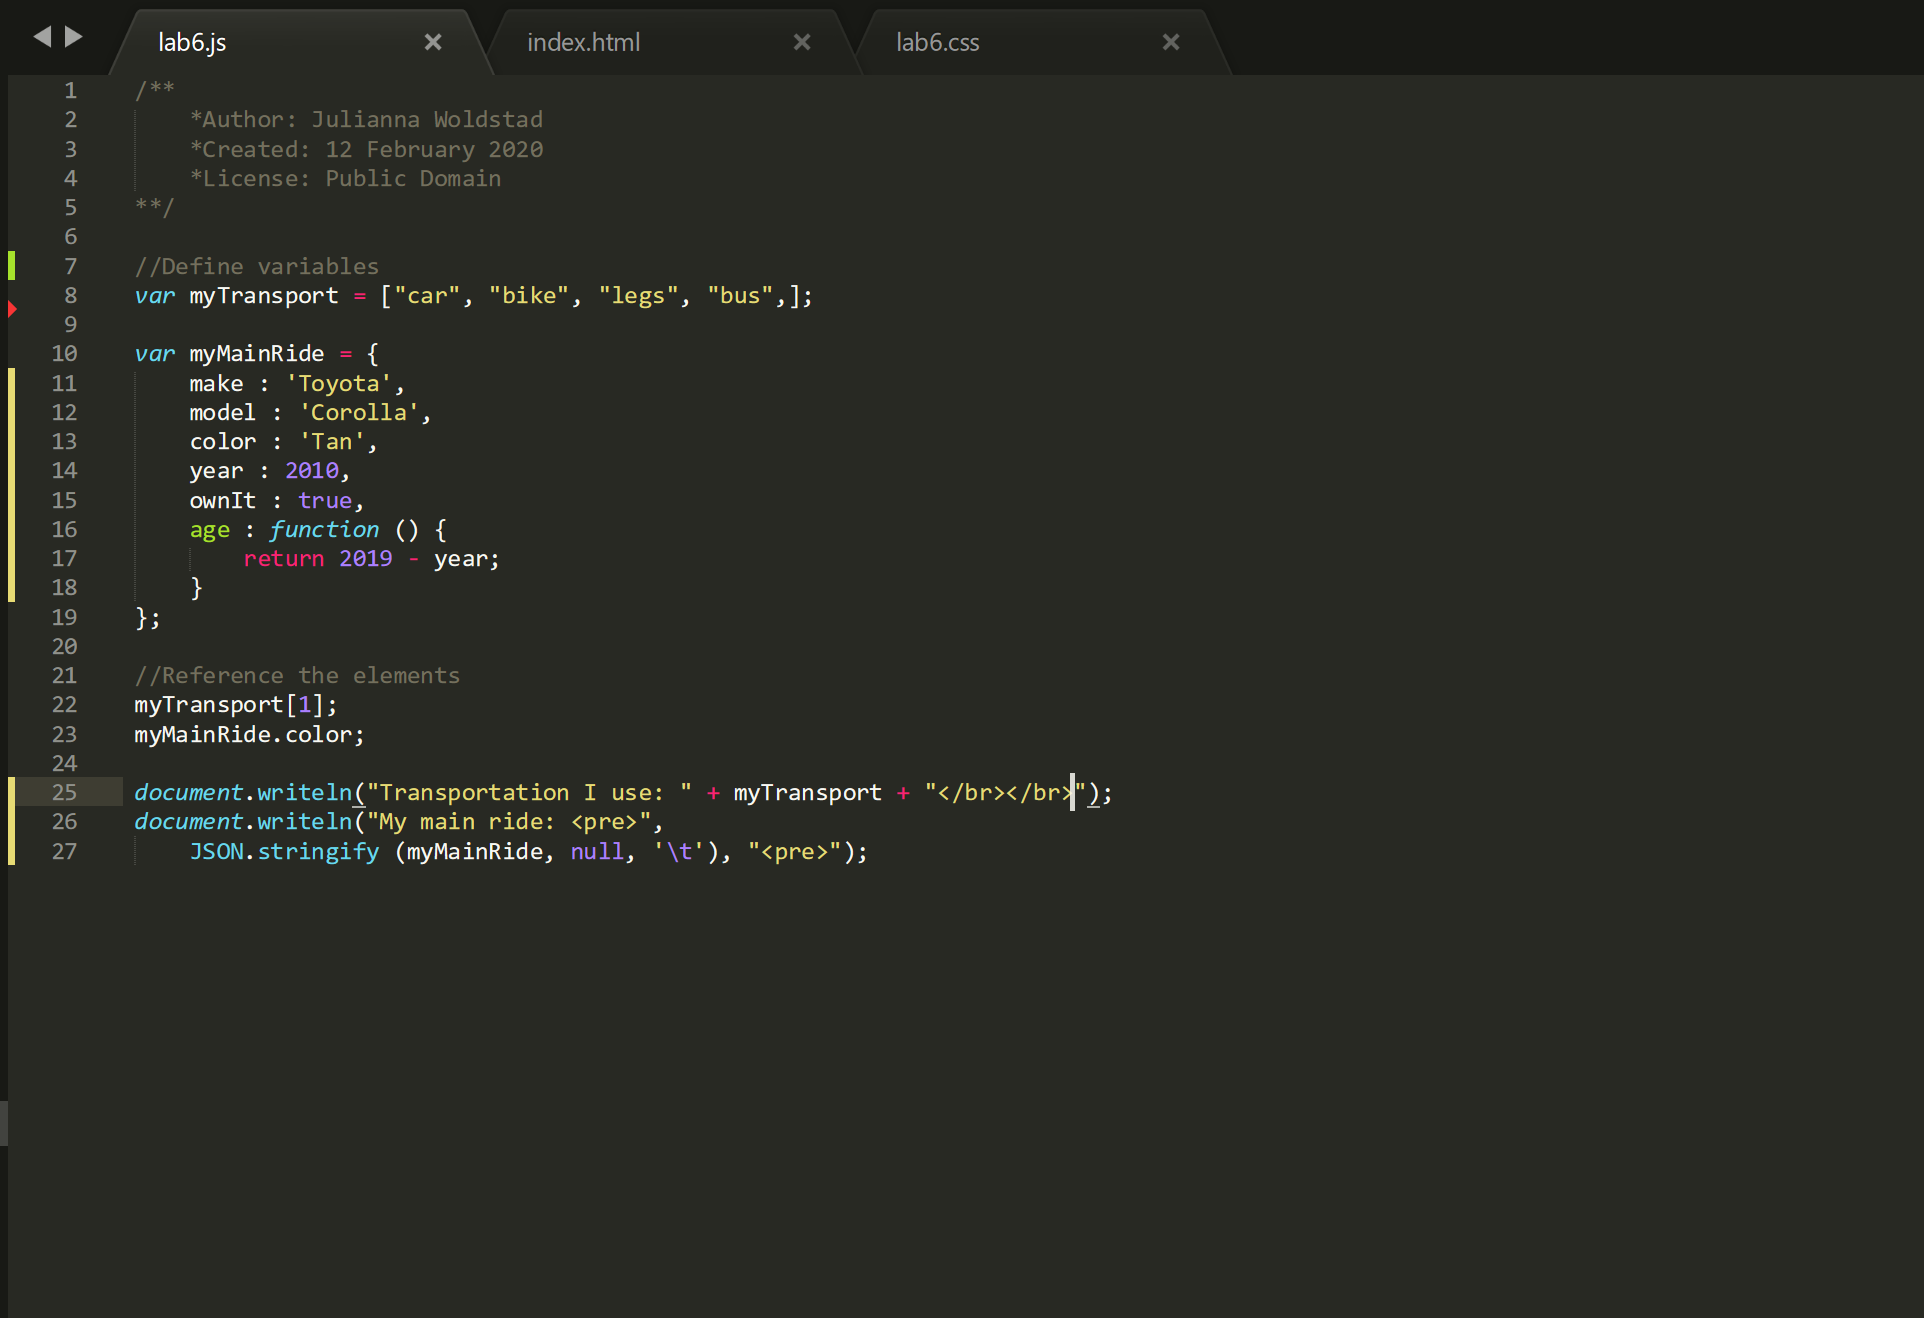 lab6.js × index.html × lab6.css ×
1 /**
2     *Author: Julianna Woldstad
3     *Created: 12 February 2020
4     *License: Public Domain
5 **/
6
7 //Define variables
8 var myTransport = ["car", "bike", "legs", "bus",];
9
10 var myMainRide = {
11     make : 'Toyota',
12     model : 'Corolla',
13     color : 'Tan',
14     year : 2010,
15     ownIt : true,
16     age : function () {
17         return 2019 - year;
18     }
19 };
20
21 //Reference the elements
22 myTransport[1];
23 myMainRide.color;
24
25 document.writeln("Transportation I use: " + myTransport + "</br></br>");
26 document.writeln("My main ride: <pre>",
27     JSON.stringify (myMainRide, null, '\t'), "<pre>");